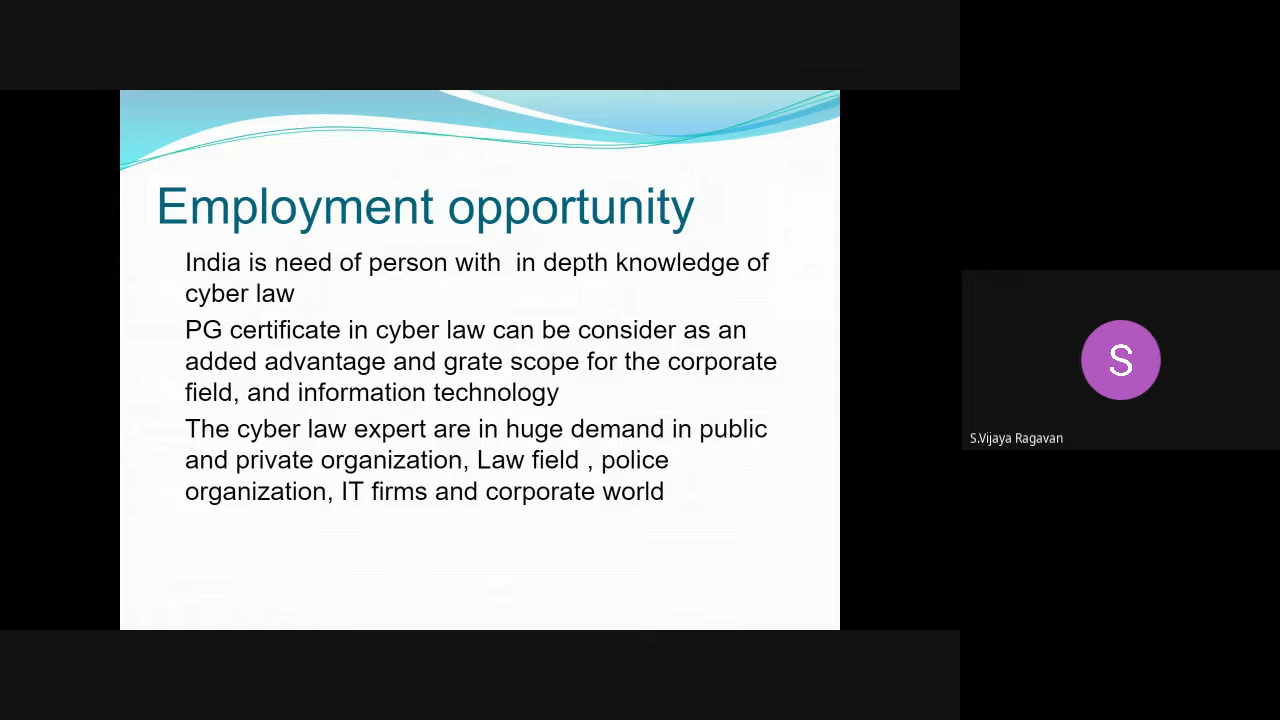 Employment opportunity
India is need of person with  in depth knowledge of
cyber law
PG certificate in cyber law can be consider as an
added advantage and grate scope for the corporate
field, and information technology
The cyber law expert are in huge demand in public
and private organization, Law field , police
organization, IT firms and corporate world
S
S.Vijaya Ragavan